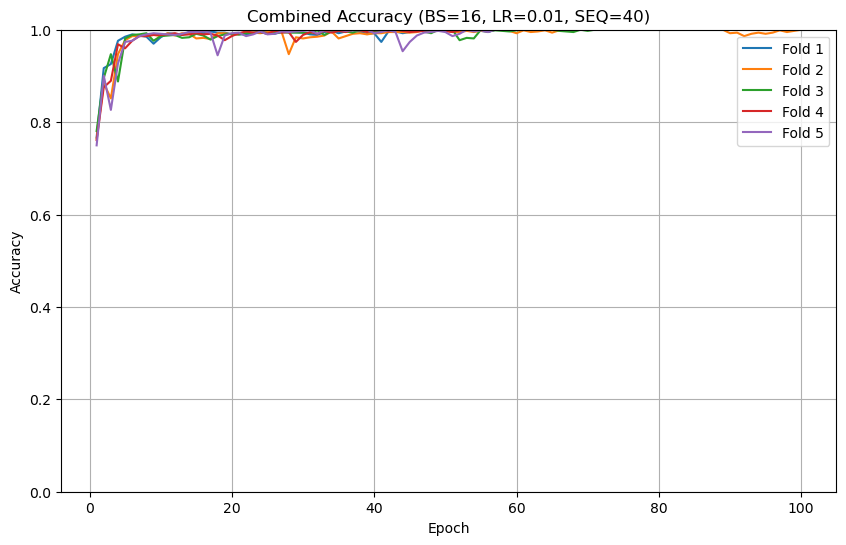 Combined Accuracy (BS=16, LR=0.01, SEQ=40)
Accuracy
1.0
0.8
0.6
0.4
0.2
0.0
Fold 1
Fold 2
Fold 3
Fold 4
Fold 5
0 20 40 60 80 100
Epoch